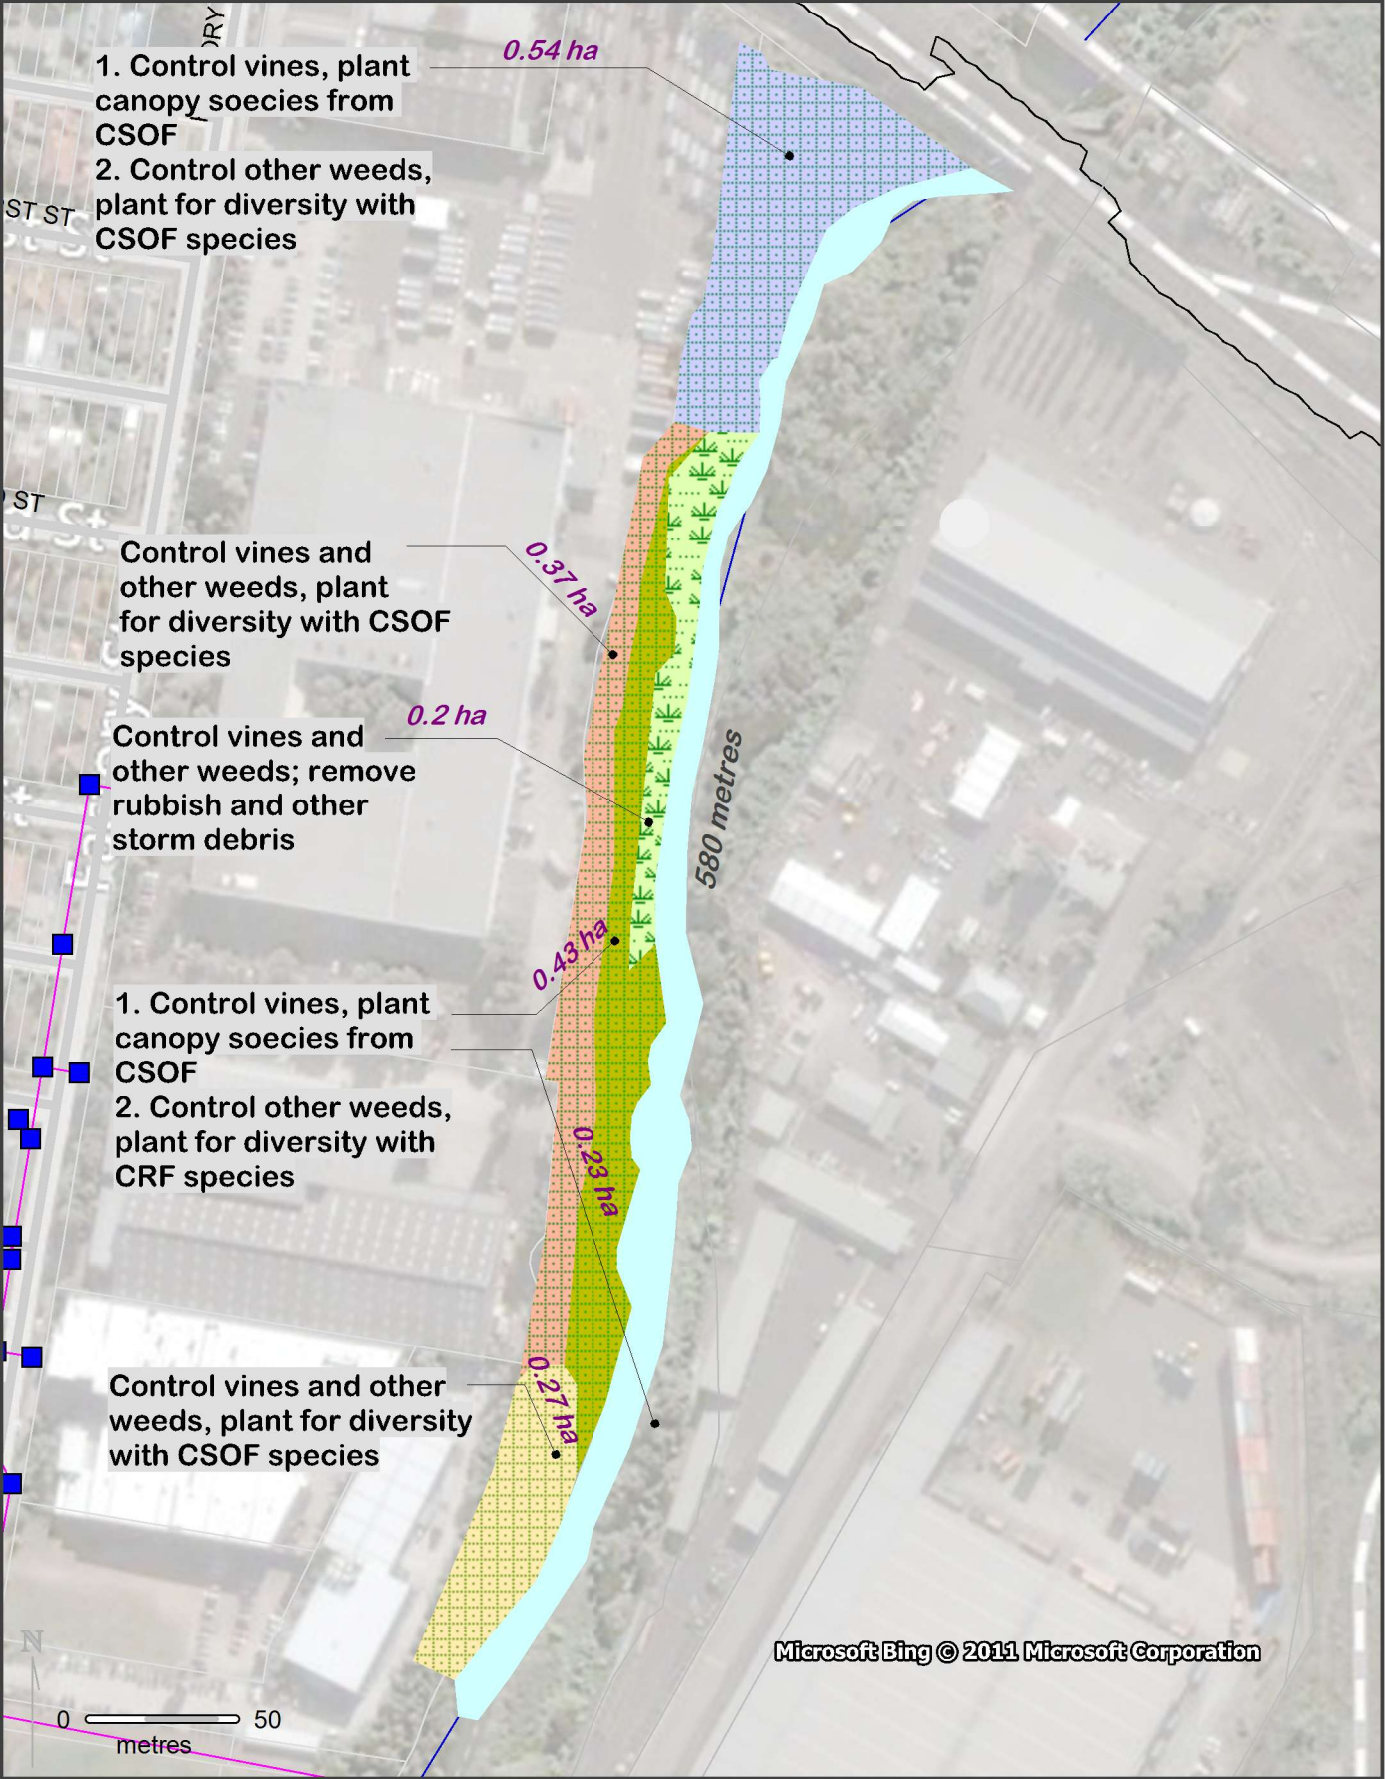 ORY
0.54 ha
1. Control vines, plant
canopy soecies from
CSOF
2. Control other weeds,
plant for diversity with
CSOF species
ST ST
ST
Control vines and
other weeds, plant
for diversity with CSOF
species
0.37 ha
0.2 ha
Control vines and
other weeds; remove
rubbish and other
storm debris
580 metres
0.43 ha
1. Control vines, plant
canopy soecies from
CSOF
2. Control other weeds,
plant for diversity with
CRF species
0.23 ha
0.27 ha
Control vines and other
weeds, plant for diversity
with CSOF species
Microsoft Bing © 2011 Microsoft Corporation
N
0 50
metres